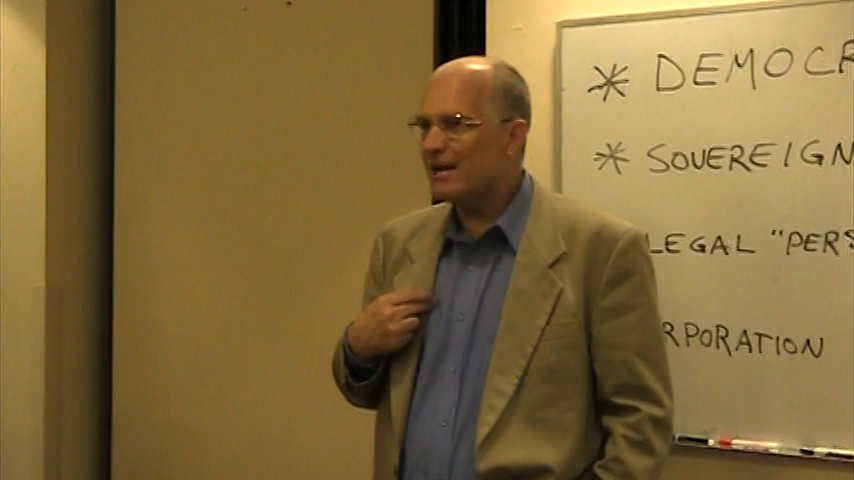 * DEMOCR
* SOVEREIGN
LEGAL "PERS
RPORATION